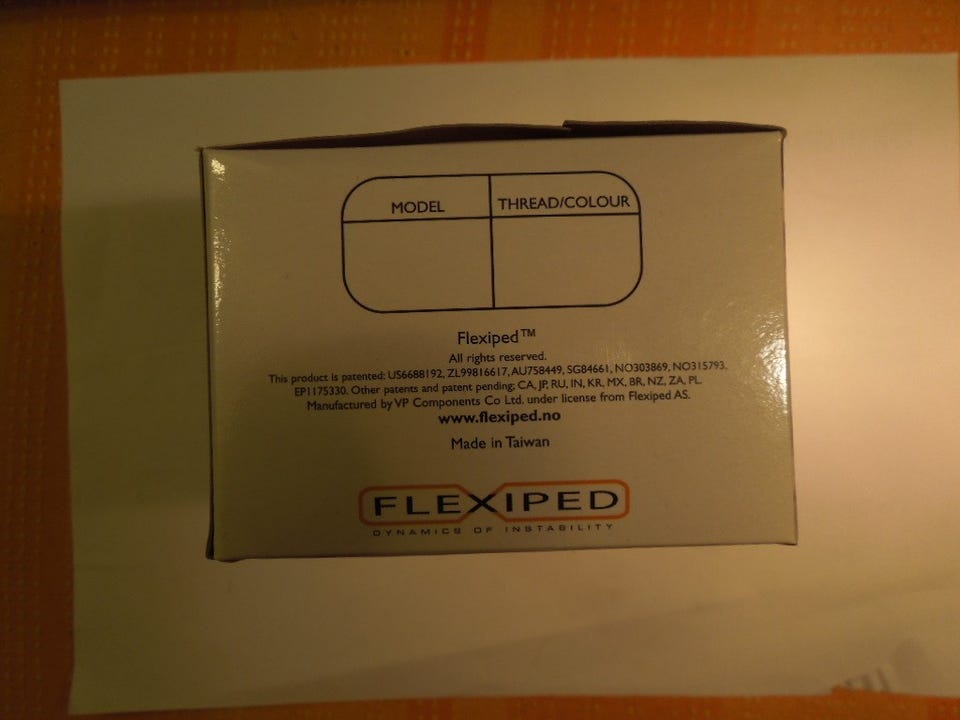 MODEL THREAD/COLOUR
Flexiped™
All rights reserved.
This product is patented: US6688192, ZL99816617, AU758449, SG84661, NO303869, NO315793,
EP1175330. Other patents and patent pending; CA, JP, RU, IN, KR, MX, BR, NZ, ZA, PL.
Manufactured by VP Components Co Ltd. under license from Flexiped AS.
www.flexiped.no
Made in Taiwan
FLEXIPED
DYNAMICS OF INSTABILITY